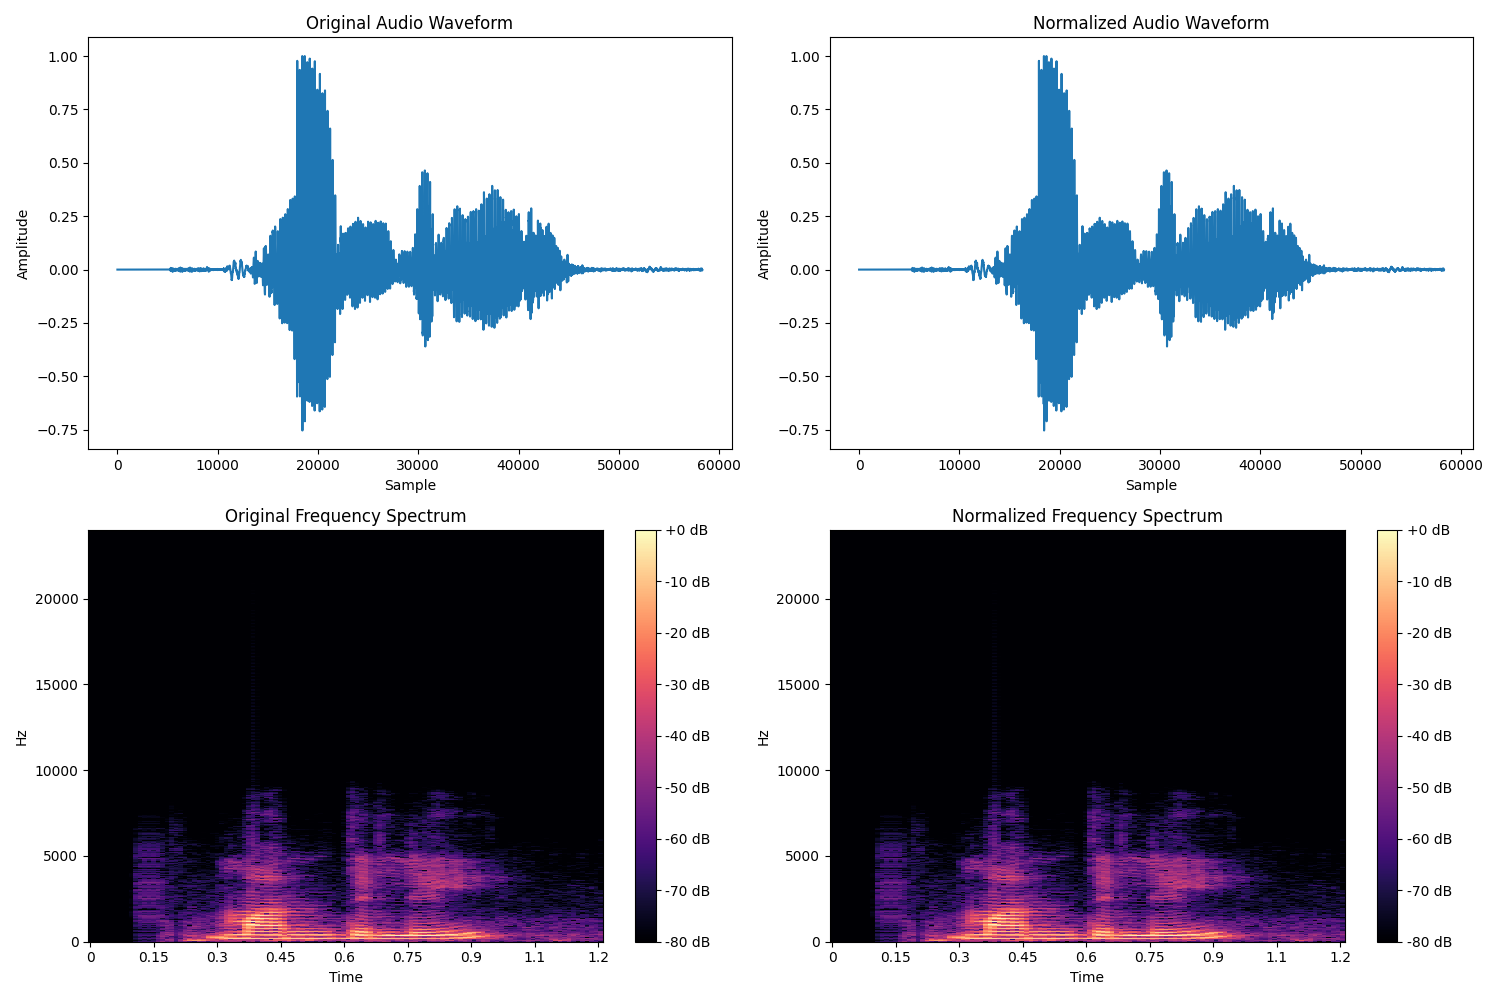 Original Audio Waveform
1.00
0.75
0.50
0.25
0.00
−0.25
−0.50
−0.75
Amplitude
0 10000 20000 30000 40000 50000 60000
Sample
Normalized Audio Waveform
1.00
0.75
0.50
0.25
0.00
−0.25
−0.50
−0.75
Amplitude
0 10000 20000 30000 40000 50000 60000
Sample
Original Frequency Spectrum
20000
15000
10000
5000
0
Hz
0 0.15 0.3 0.45 0.6 0.75 0.9 1.1 1.2
Time
+0 dB
-10 dB
-20 dB
-30 dB
-40 dB
-50 dB
-60 dB
-70 dB
-80 dB
Normalized Frequency Spectrum
20000
15000
10000
5000
0
Hz
0 0.15 0.3 0.45 0.6 0.75 0.9 1.1 1.2
Time
+0 dB
-10 dB
-20 dB
-30 dB
-40 dB
-50 dB
-60 dB
-70 dB
-80 dB